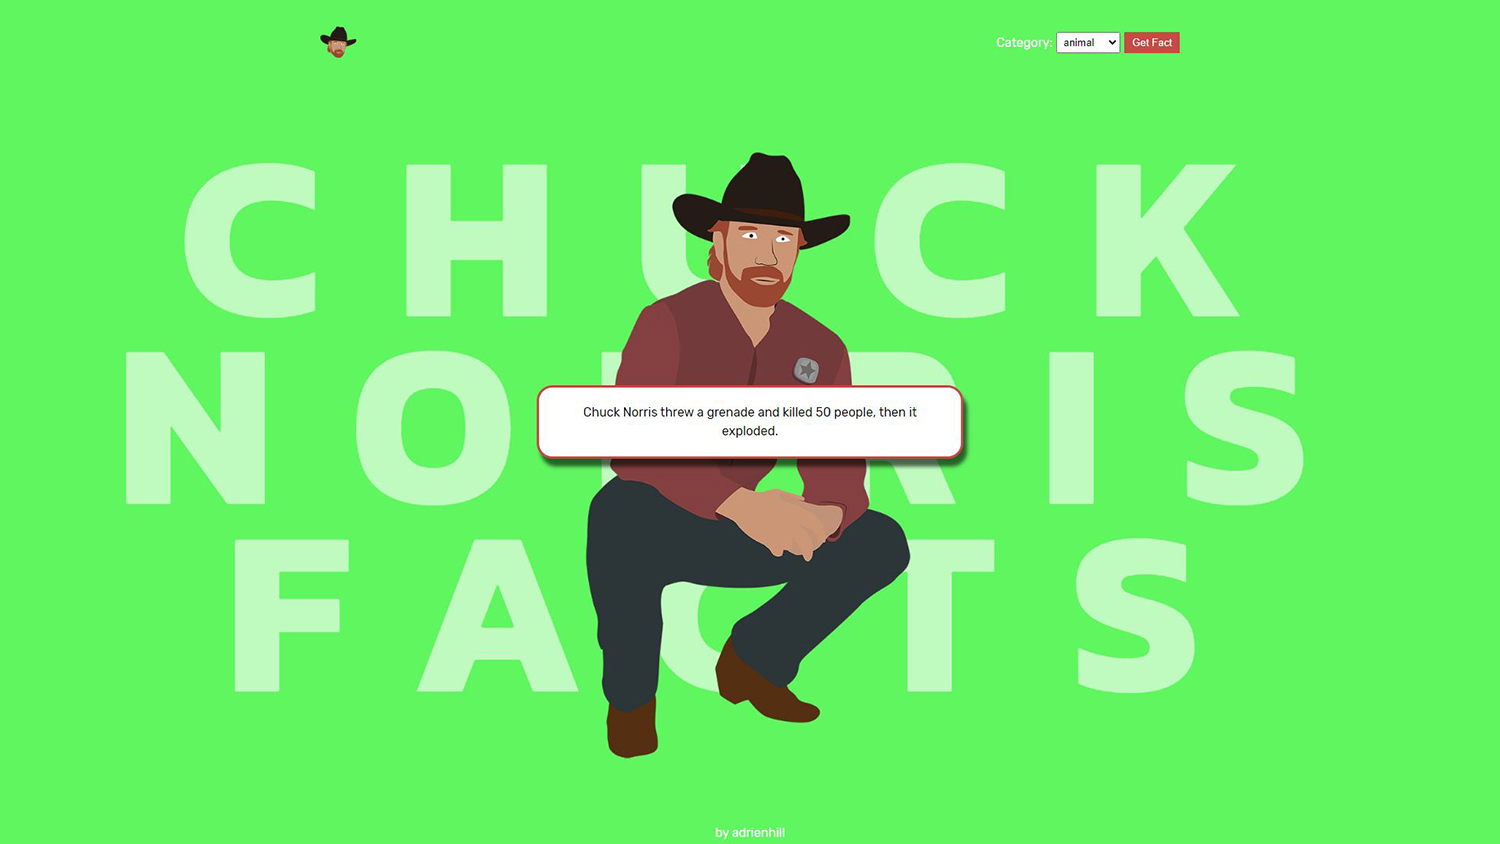 Category: animal Get Fact
CHUCK
NORRIS
FACTS
Chuck Norris threw a grenade and killed 50 people, then it
exploded.
by adrienhill